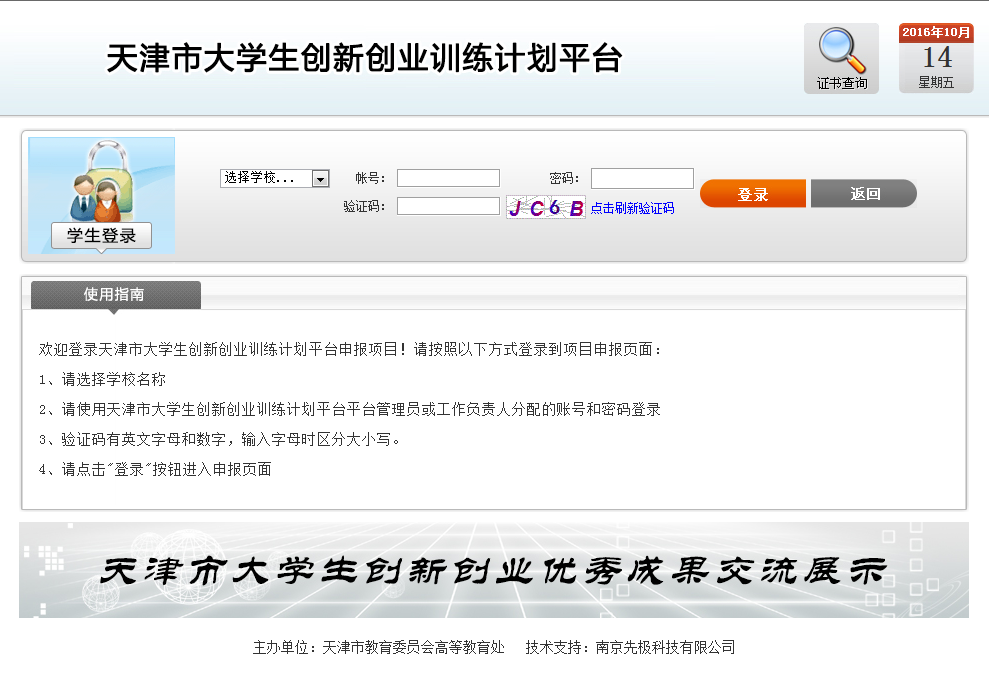 天津市大学生创新创业训练计划平台
证书查询
2016年10月
14
星期五
选择学校...
帐号：
密码：
登录
返回
验证码：
JC6B
点击刷新验证码
学生登录
使用指南
欢迎登录天津市大学生创新创业训练计划平台申报项目！请按照以下方式登录到项目申报页面：
1、请选择学校名称
2、请使用天津市大学生创新创业训练计划平台平台管理员或工作负责人分配的账号和密码登录
3、验证码有英文字母和数字，输入字母时区分大小写。
4、请点击"登录"按钮进入申报页面
天津市大学生创新创业优秀成果交流展示
主办单位：天津市教育委员会高等教育处 技术支持：南京先极科技有限公司